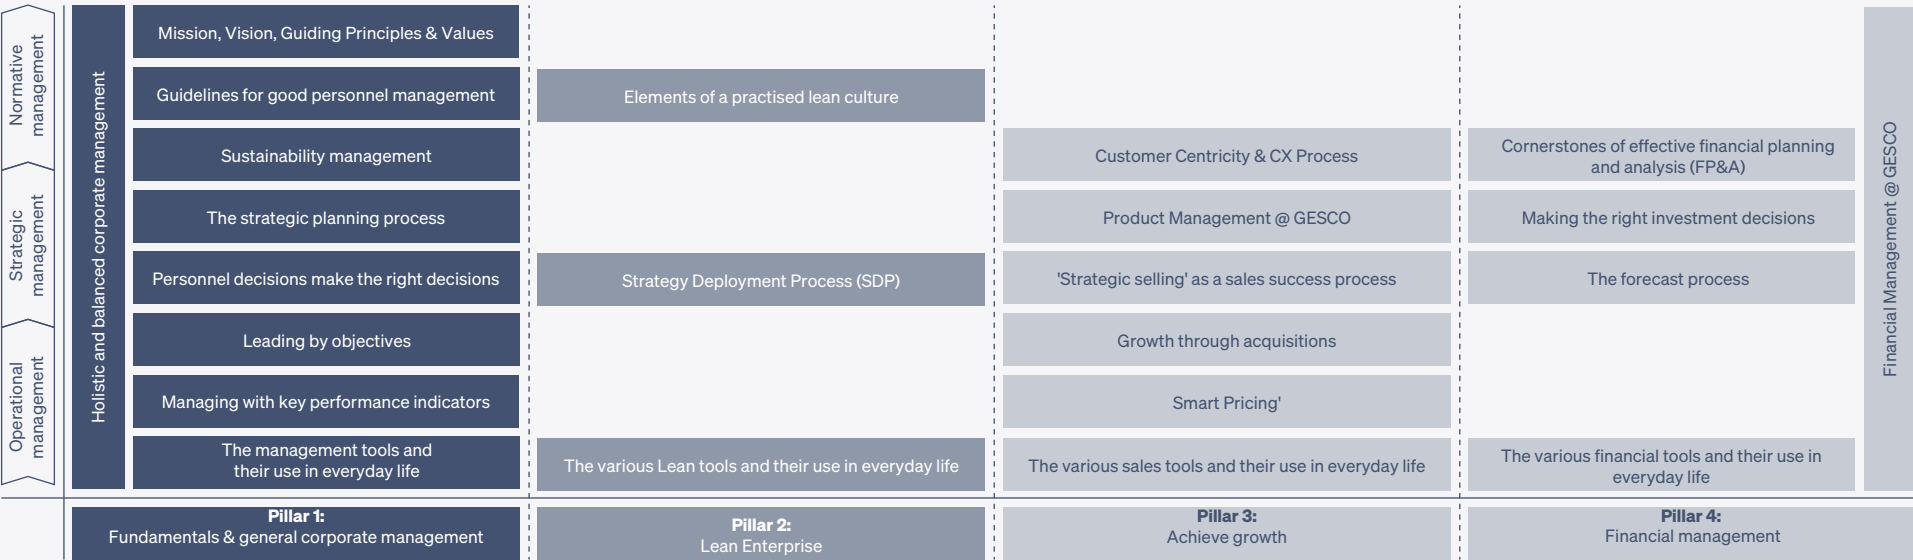 Normative
management
Strategic
management
Operational
management
Holistic and balanced corporate management
Mission, Vision, Guiding Principles & Values
Guidelines for good personnel management
Sustainability management
The strategic planning process
Personnel decisions make the right decisions
Leading by objectives
Managing with key performance indicators
The management tools and
their use in everyday life
Pillar 1:
Fundamentals & general corporate management
Elements of a practised lean culture
Strategy Deployment Process (SDP)
The various Lean tools and their use in everyday life
Pillar 2:
Lean Enterprise
Customer Centricity & CX Process
Product Management @ GESCO
'Strategic selling' as a sales success process
Growth through acquisitions
Smart Pricing'
The various sales tools and their use in everyday life
Pillar 3:
Achieve growth
Cornerstones of effective financial planning
and analysis (FP&A)
Making the right investment decisions
The forecast process
The various financial tools and their use in
everyday life
Pillar 4:
Financial management
Financial Management @ GESCO